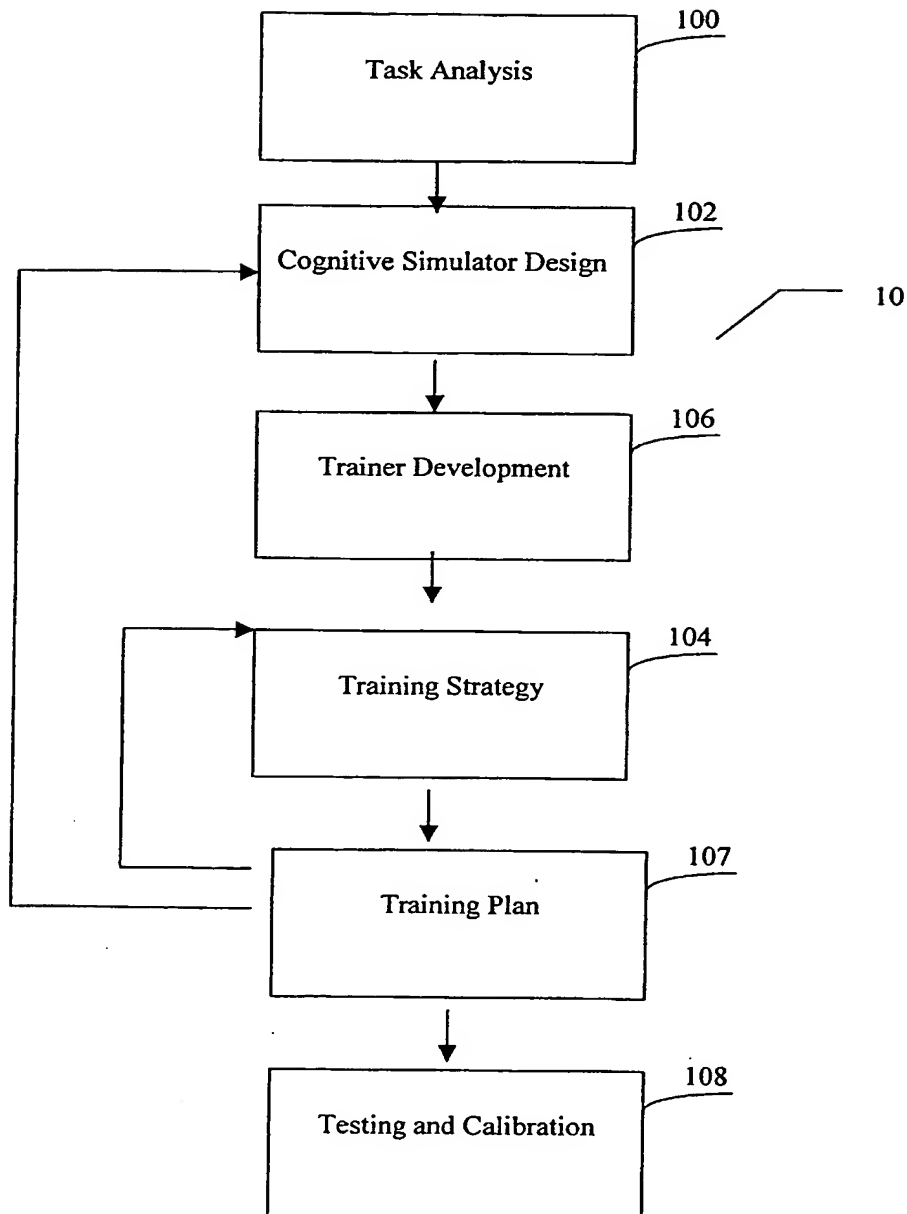 100
Task Analysis
102
Cognitive Simulator Design
10
106
Trainer Development
104
Training Strategy
107
Training Plan
108
Testing and Calibration